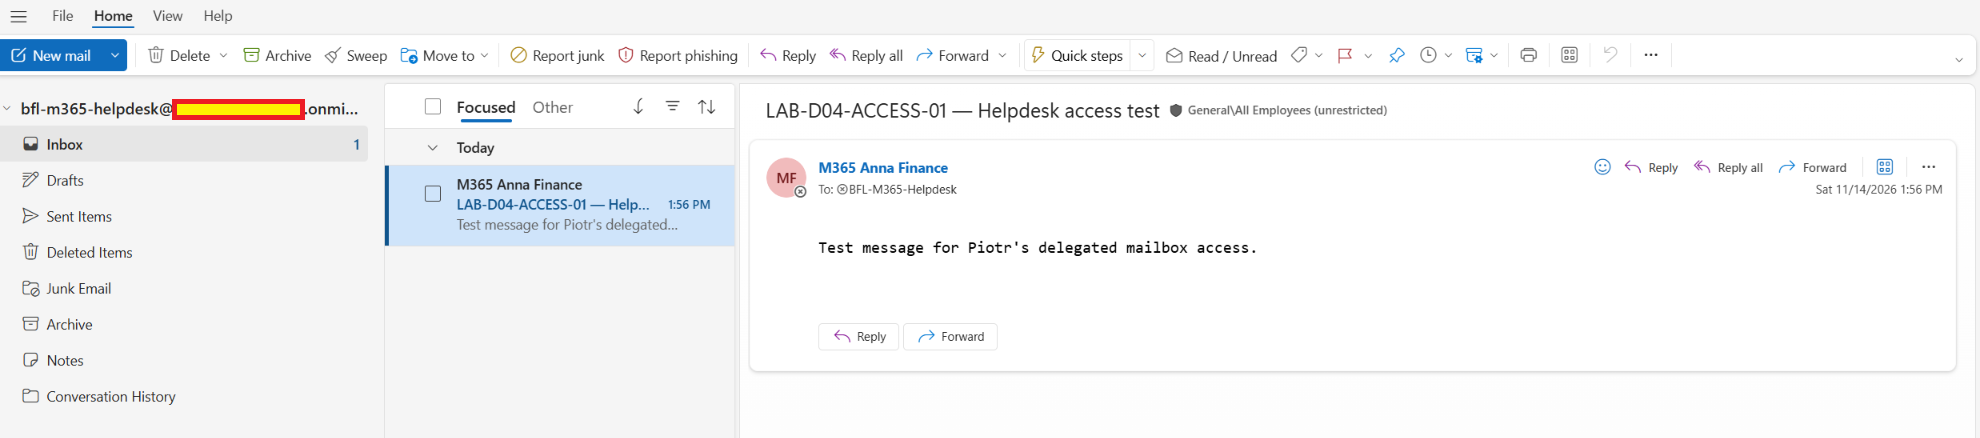 File Home View Help
New mail Delete Archive Sweep Move to Report junk Report phishing Reply Reply all Forward Quick steps Read / Unread
bfl-m365-helpdesk@ .onmi...
Inbox 1
Drafts
Sent Items
Deleted Items
Junk Email
Archive
Notes
Conversation History
Focused Other
Today
M365 Anna Finance
LAB-D04-ACCESS-01 — Help... 1:56 PM
Test message for Piotr's delegated...
LAB-D04-ACCESS-01 — Helpdesk access test General\All Employees (unrestricted)
MF
M365 Anna Finance
Reply Reply all Forward
To: BFL-M365-Helpdesk
Sat 11/14/2026 1:56 PM
Test message for Piotr's delegated mailbox access.
Reply Forward